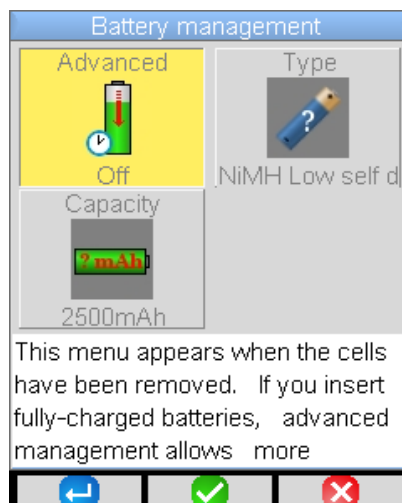 Battery management
Advanced
Type
?
Off
NiMH Low self d
Capacity
? mAh
2500mAh
This menu appears when the cells
have been removed. If you insert
fully-charged batteries, advanced
management allows more